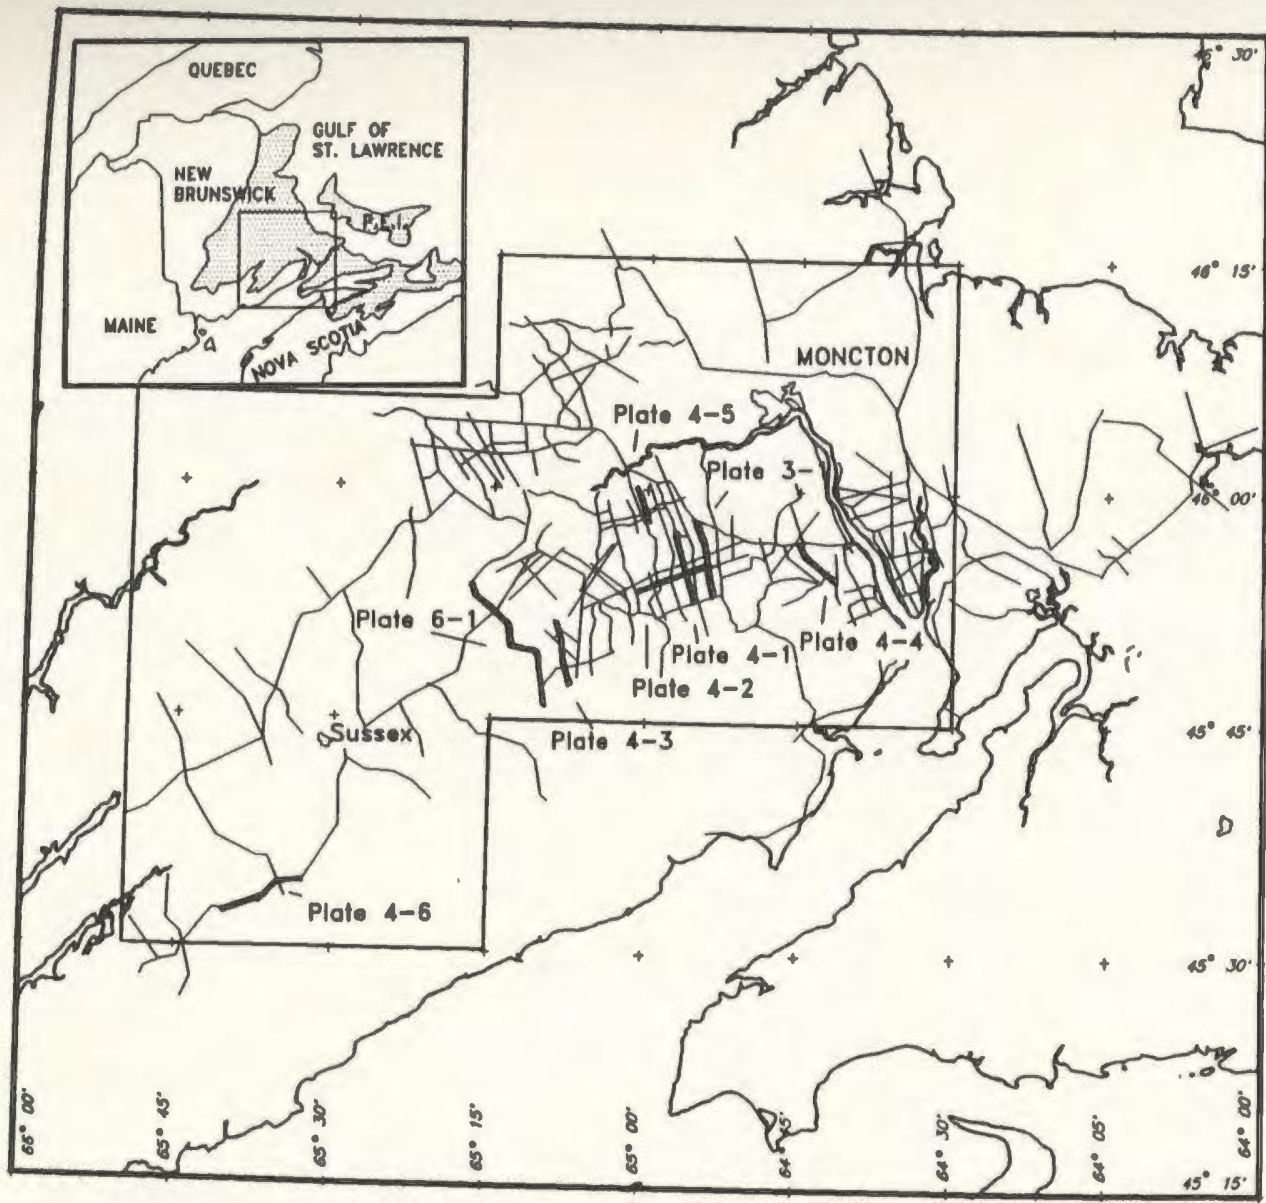 46° 30'
QUEBEC
GULF OF
ST. LAWRENCE
NEW
BRUNSWICK
P.E.I.
MAINE
NOVA SCOTIA
46° 15'
MONCTON
Plate 4-5
Plate 3-
46° 00'
Plate 6-1
Plate 4-4
Plate 4-1
Plate 4-2
Sussex
Plate 4-3
45° 45'
Plate 4-6
45° 30'
66° 00'
65° 45'
65° 30'
65° 15'
65° 00'
64° 45'
64° 30'
64° 05'
64° 00'
45° 15'